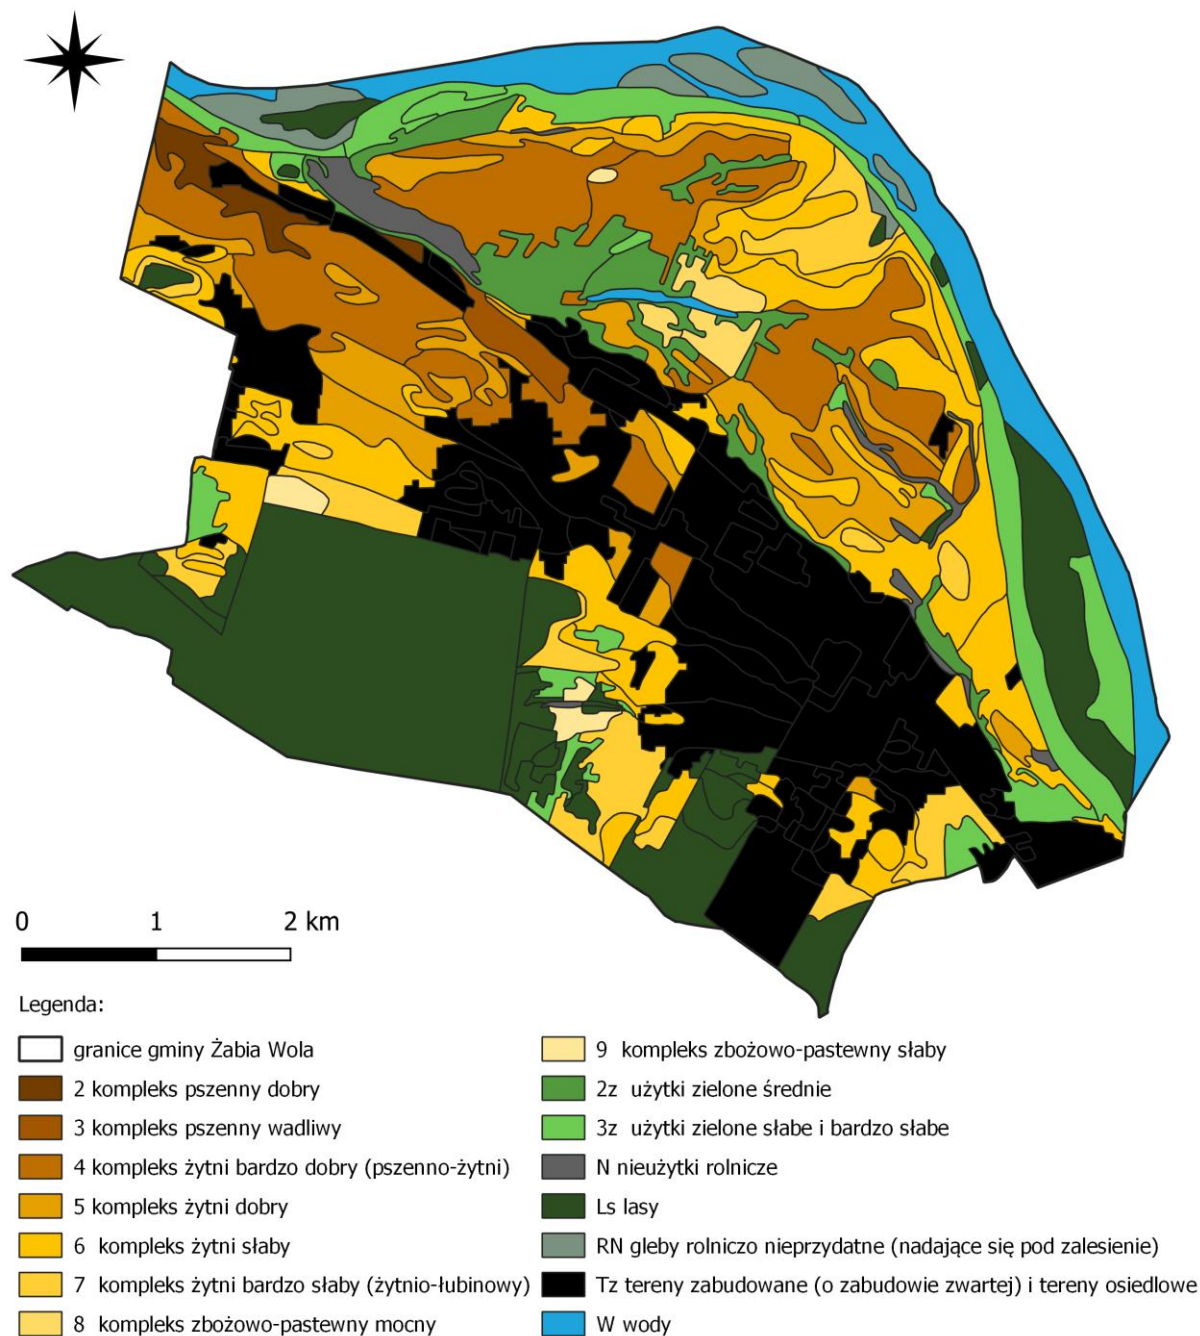 0 1 2 km
Legenda:
granice gminy Żabia Wola
2 kompleks pszenny dobry
3 kompleks pszenny wadliwy
4 kompleks żytni bardzo dobry (pszenno-żytni)
5 kompleks żytni dobry
6 kompleks żytni słaby
7 kompleks żytni bardzo słaby (żytnio-łubinowy)
8 kompleks zbożowo-pastewny mocny
9 kompleks zbożowo-pastewny słaby
2z użytki zielone średnie
3z użytki zielone słabe i bardzo słabe
N nieużytki rolnicze
Ls lasy
RN gleby rolniczo nieprzydatne (nadające się pod zalesienie)
Tz tereny zabudowane (o zabudowie zwartej) i tereny osiedlowe
W wody